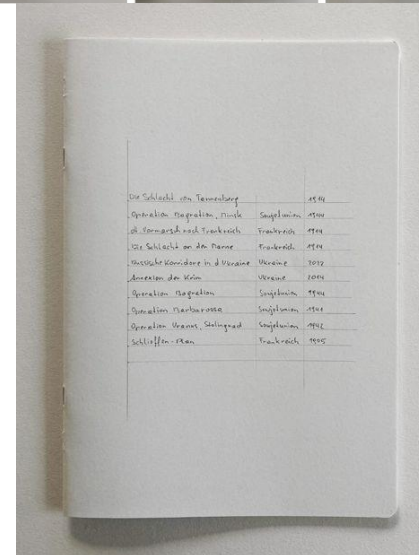 Die Schlacht von Tannenberg 1914
Operation Bagration, Minsk Sowjetunion 1944
dt Vormarsch nach Frankreich Frankreich 1914
Die Schlacht an der Marne Frankreich 1914
Russische Korridore in d Ukraine Ukraine 2022
Annexion der Krim Ukraine 2014
Operation Bagration Sowjetunion 1944
Operation Barbarossa Sowjetunion 1941
Operation Uranus, Stalingrad Sowjetunion 1942
Schlieffen-Plan Frankreich 1905